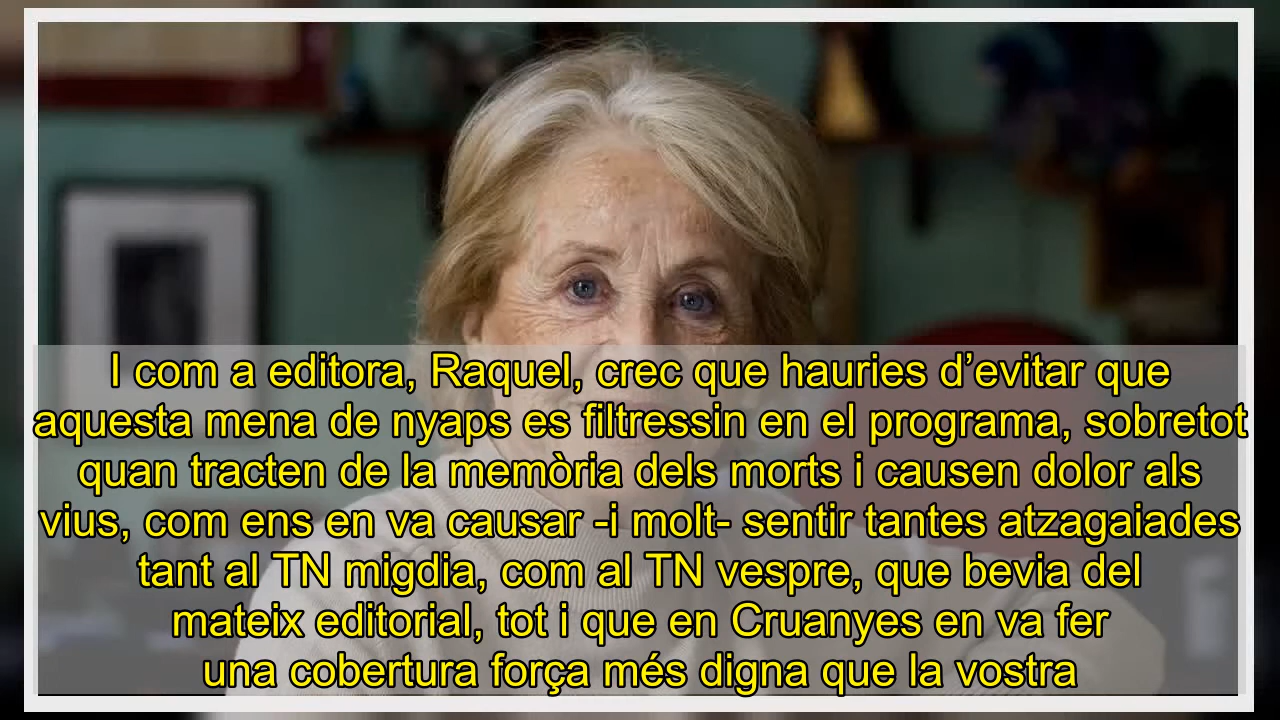 I com a editora, Raquel, crec que hauries d’evitar que
aquesta mena de nyaps es filtressin en el programa, sobretot
quan tracten de la memòria dels morts i causen dolor als
vius, com ens en va causar -i molt- sentir tantes atzagaiades
tant al TN migdia, com al TN vespre, que bevia del
mateix editorial, tot i que en Cruanyes en va fer
una cobertura força més digna que la vostra